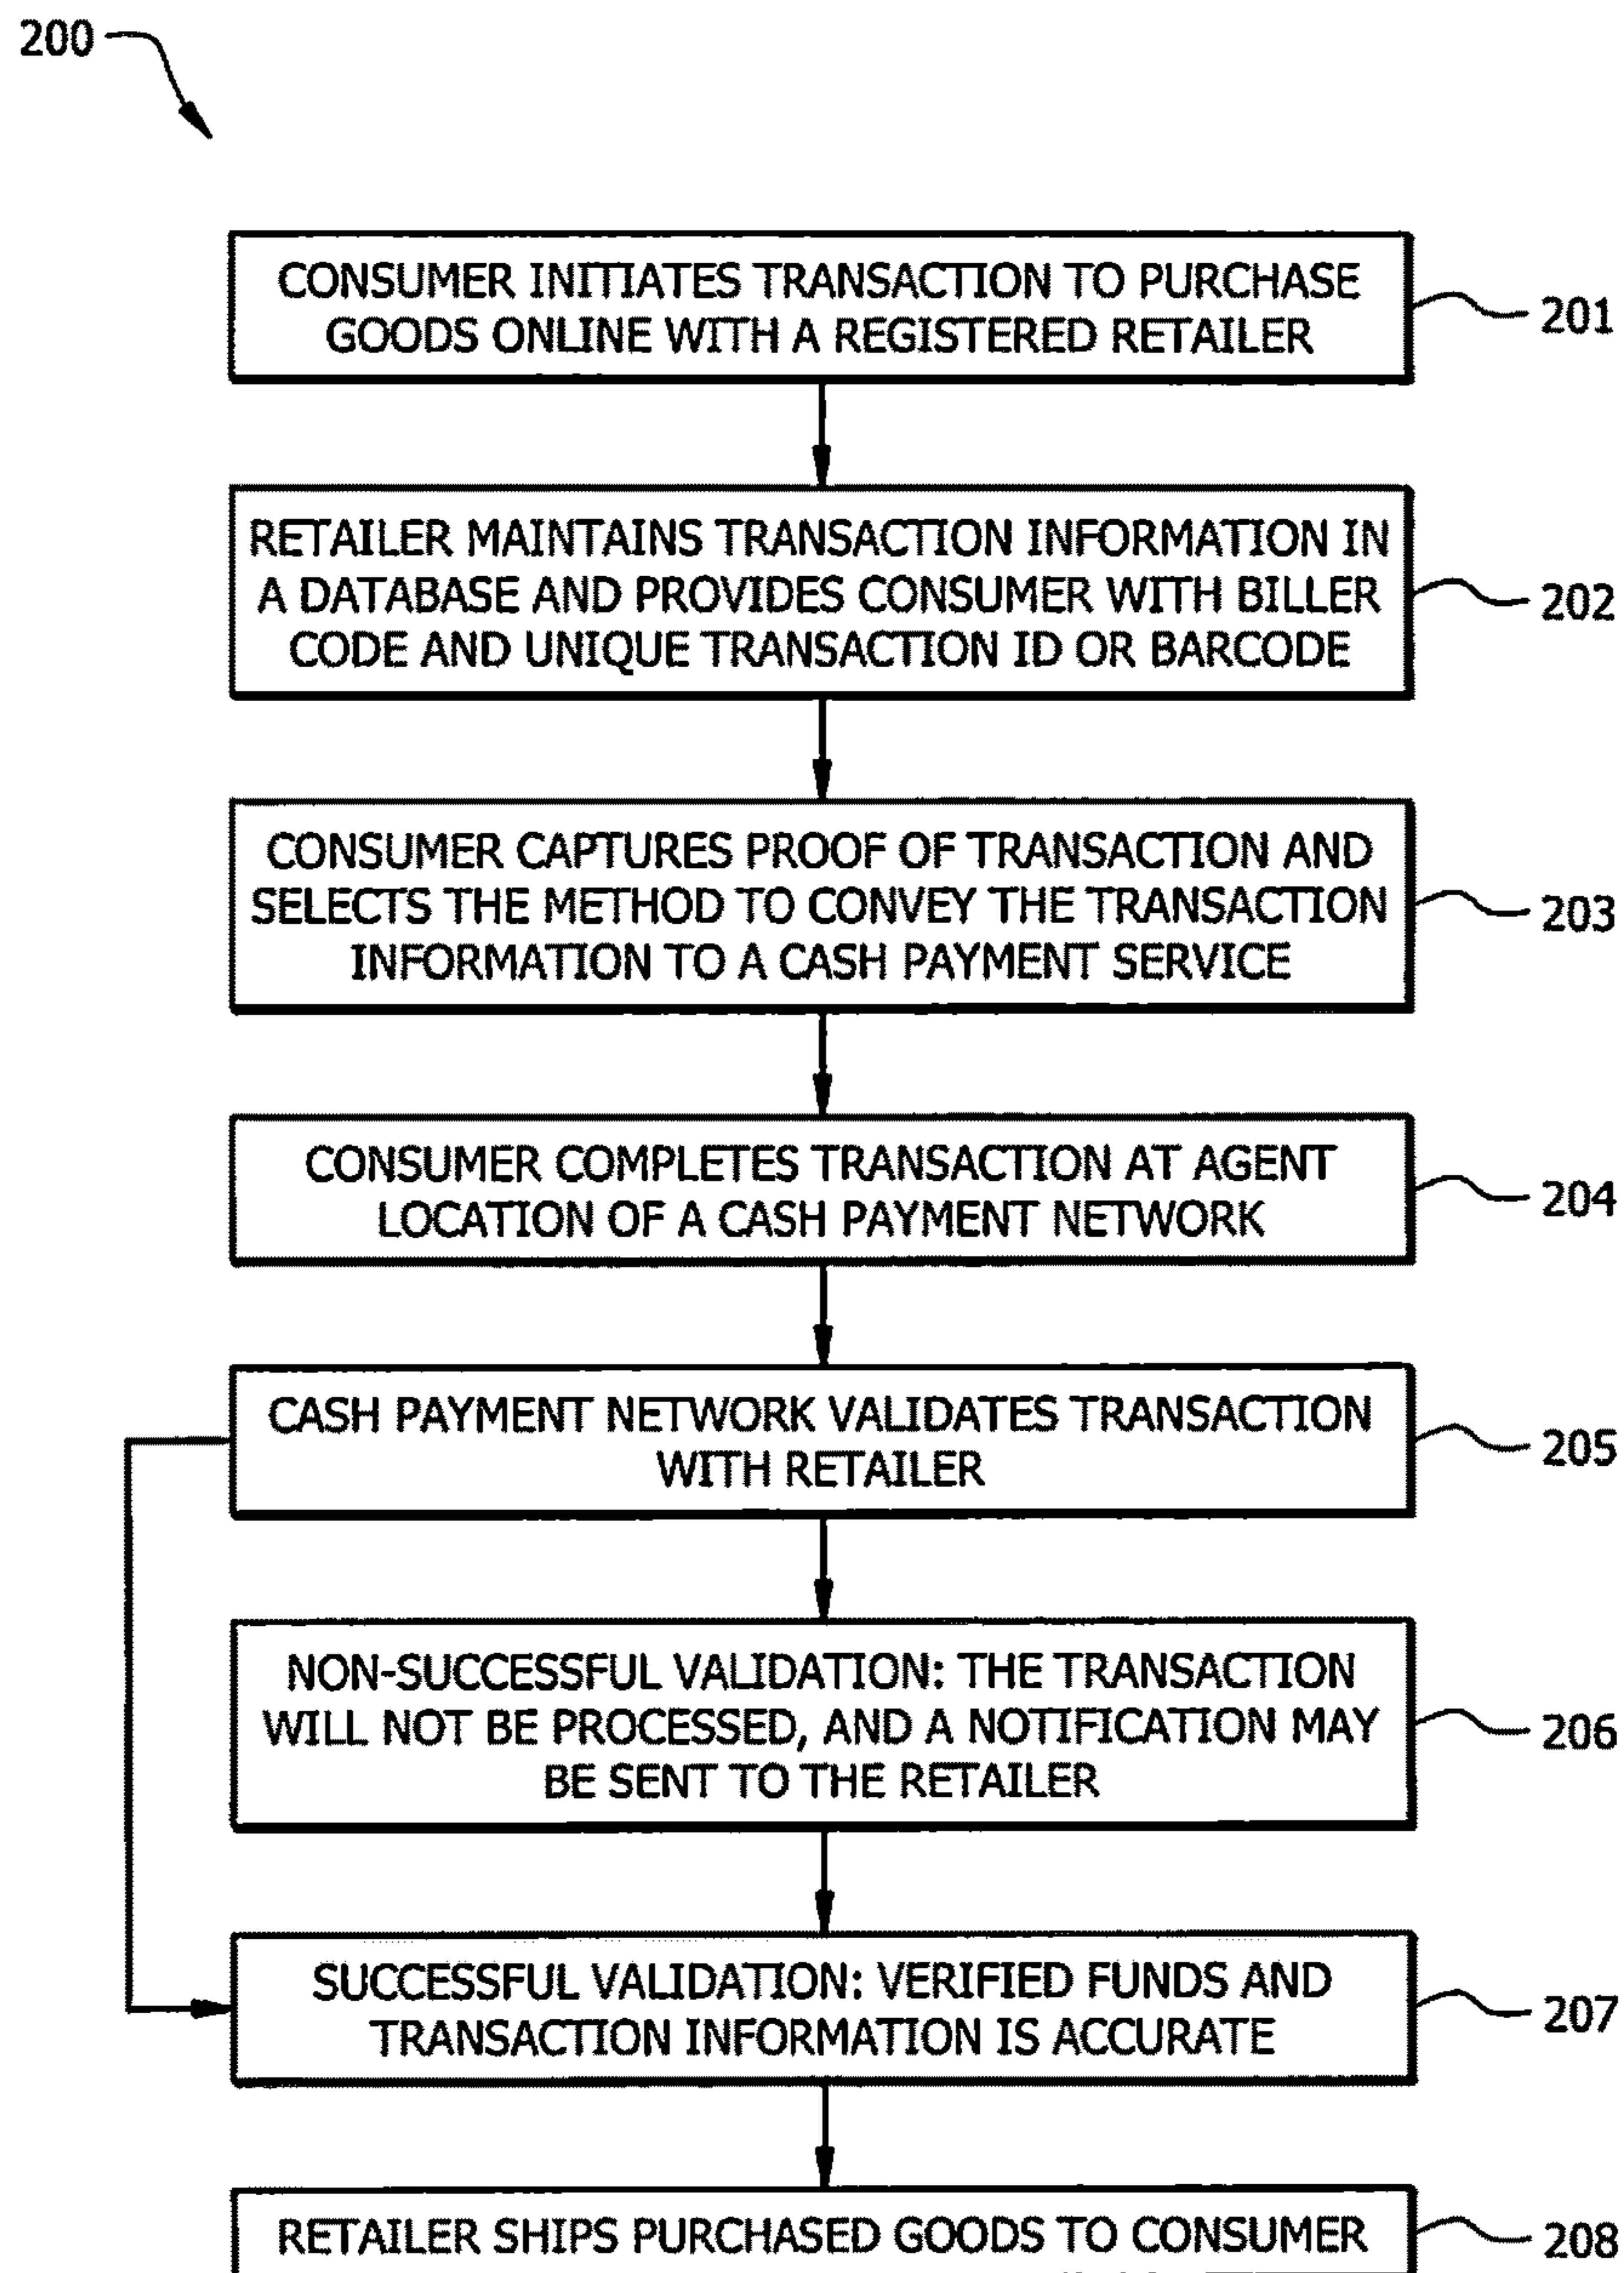 200
CONSUMER INITIATES TRANSACTION TO PURCHASE
GOODS ONLINE WITH A REGISTERED RETAILER
201
RETAILER MAINTAINS TRANSACTION INFORMATION IN
A DATABASE AND PROVIDES CONSUMER WITH BILLER
CODE AND UNIQUE TRANSACTION ID OR BARCODE
202
CONSUMER CAPTURES PROOF OF TRANSACTION AND
SELECTS THE METHOD TO CONVEY THE TRANSACTION
INFORMATION TO A CASH PAYMENT SERVICE
203
CONSUMER COMPLETES TRANSACTION AT AGENT
LOCATION OF A CASH PAYMENT NETWORK
204
CASH PAYMENT NETWORK VALIDATES TRANSACTION
WITH RETAILER
205
NON-SUCCESSFUL VALIDATION: THE TRANSACTION
WILL NOT BE PROCESSED, AND A NOTIFICATION MAY
BE SENT TO THE RETAILER
206
SUCCESSFUL VALIDATION: VERIFIED FUNDS AND
TRANSACTION INFORMATION IS ACCURATE
207
RETAILER SHIPS PURCHASED GOODS TO CONSUMER
208